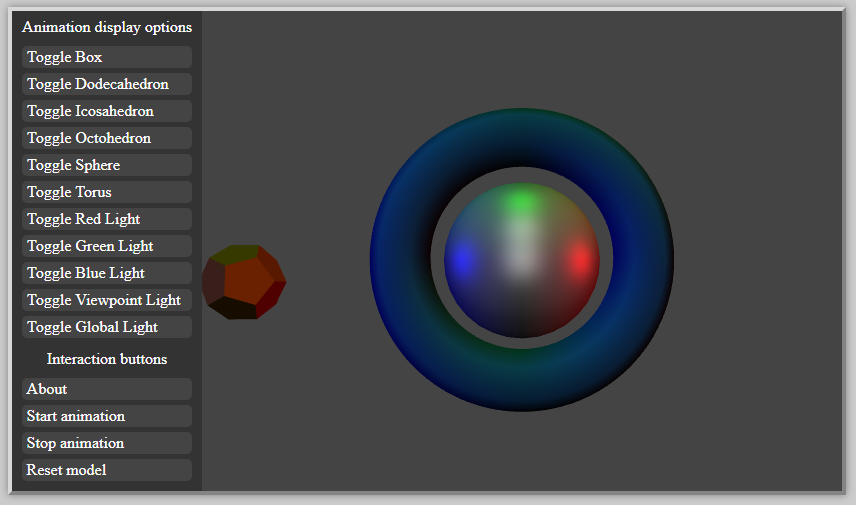 Animation display options
Toggle Box
Toggle Dodecahedron
Toggle Icosahedron
Toggle Octohedron
Toggle Sphere
Toggle Torus
Toggle Red Light
Toggle Green Light
Toggle Blue Light
Toggle Viewpoint Light
Toggle Global Light
Interaction buttons
About
Start animation
Stop animation
Reset model